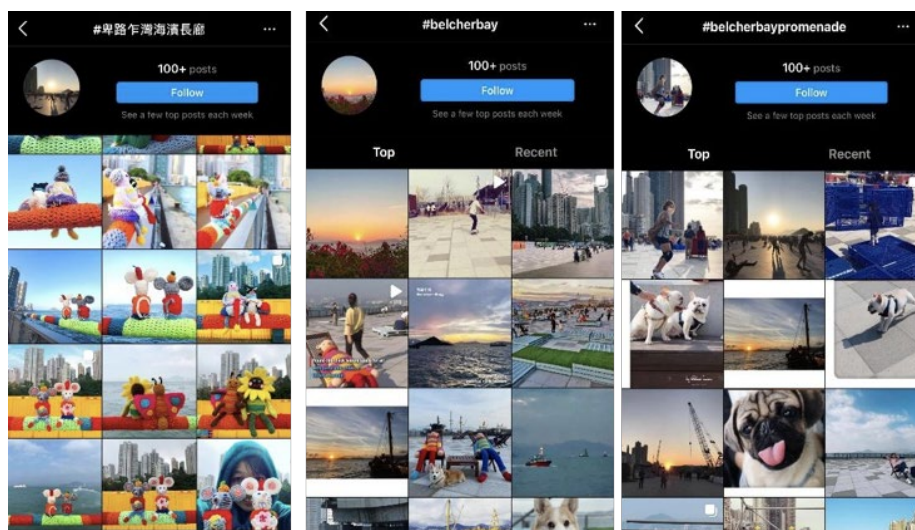 #卑路乍灣海濱長廊
100+ posts
Follow
See a few top posts each week
#belcherbay
100+ posts
Follow
See a few top posts each week
Top
Recent
#belcherbaypromenade
100+ posts
Follow
See a few top posts each week
Top
Recent